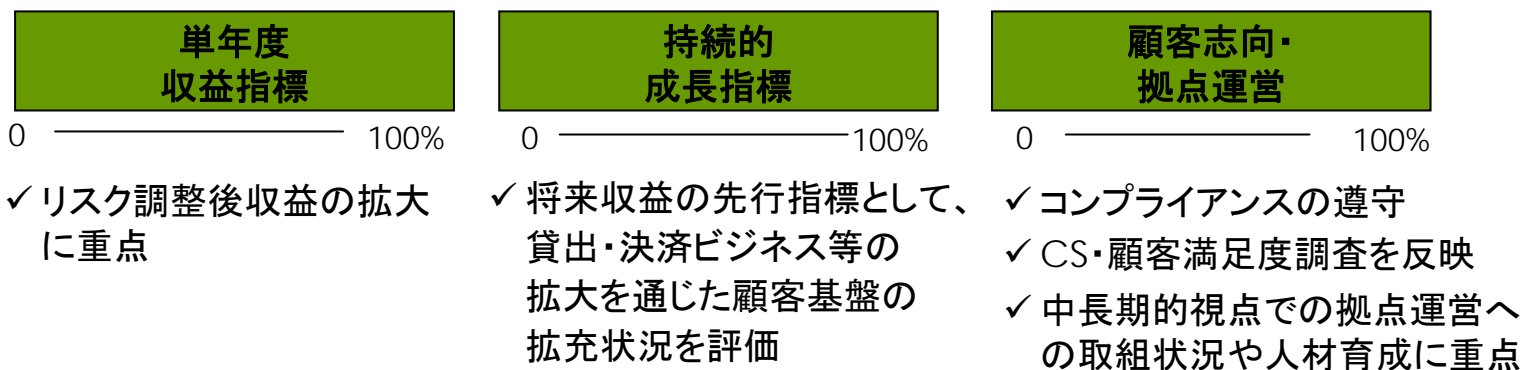 単年度
収益指標
0 100%
✓リスク調整後収益の拡大
に重点
持続的
成長指標
0 100%
✓将来収益の先行指標として、
貸出・決済ビジネス等の
拡大を通じた顧客基盤の
拡充状況を評価
顧客志向・
拠点運営
0 100%
✓コンプライアンスの遵守
✓CS・顧客満足度調査を反映
✓中長期的視点での拠点運営へ
の取組状況や人材育成に重点